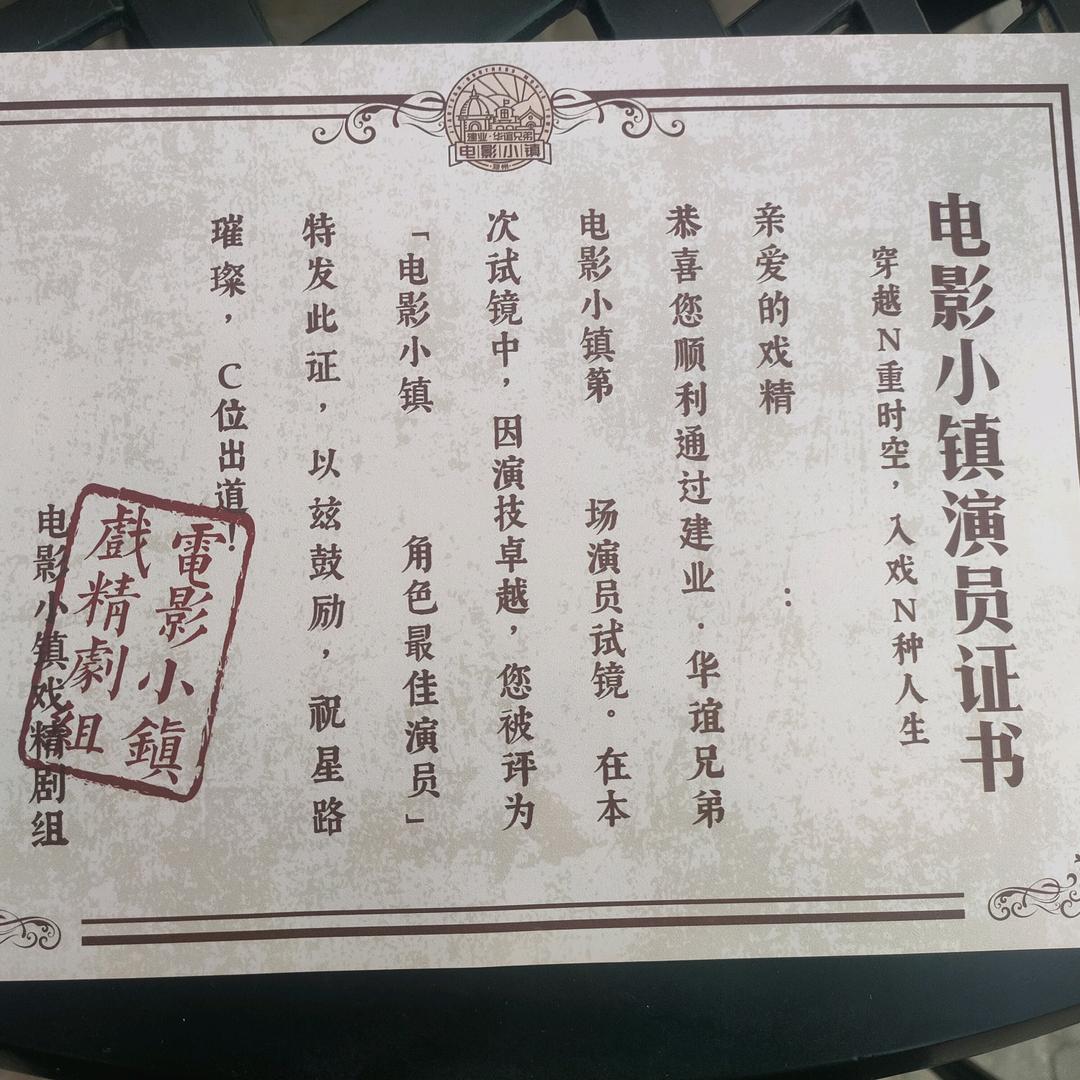 建业·华谊兄弟
电影小镇
电影小镇演员证书
穿越N重时空，入戏N种人生
亲爱的戏精：
恭喜您顺利通过建业·华谊兄弟
电影小镇第 场演员试镜。在本
次试镜中，因演技卓越，您被评为
「电影小镇 角色最佳演员」
特发此证，以兹鼓励，祝星路
璀璨，C位出道！
電影小鎮
戲精劇組
电影小镇戏精剧组